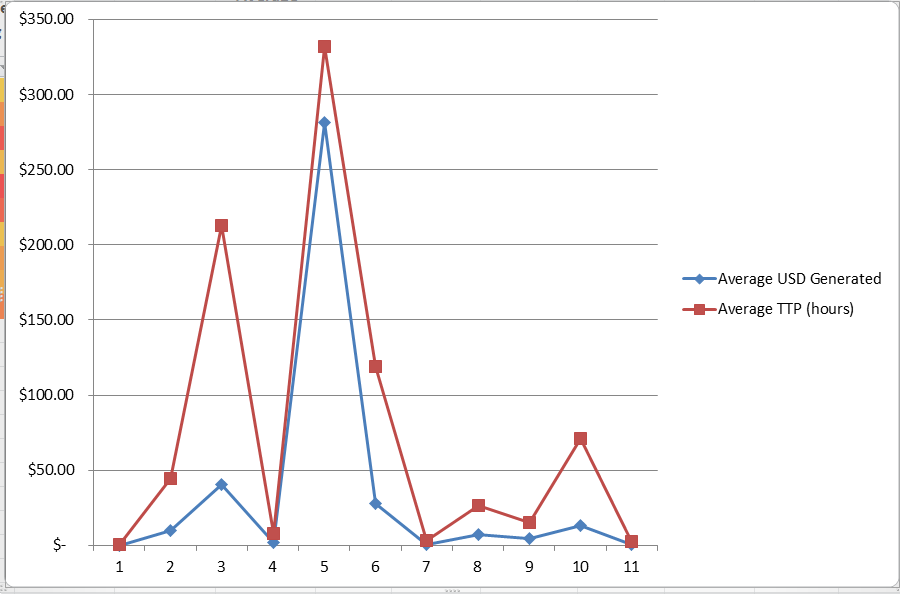 $350.00
$300.00
$250.00
$200.00
$150.00
$100.00
$50.00
$-
1 2 3 4 5 6 7 8 9 10 11
Average USD Generated
Average TTP (hours)